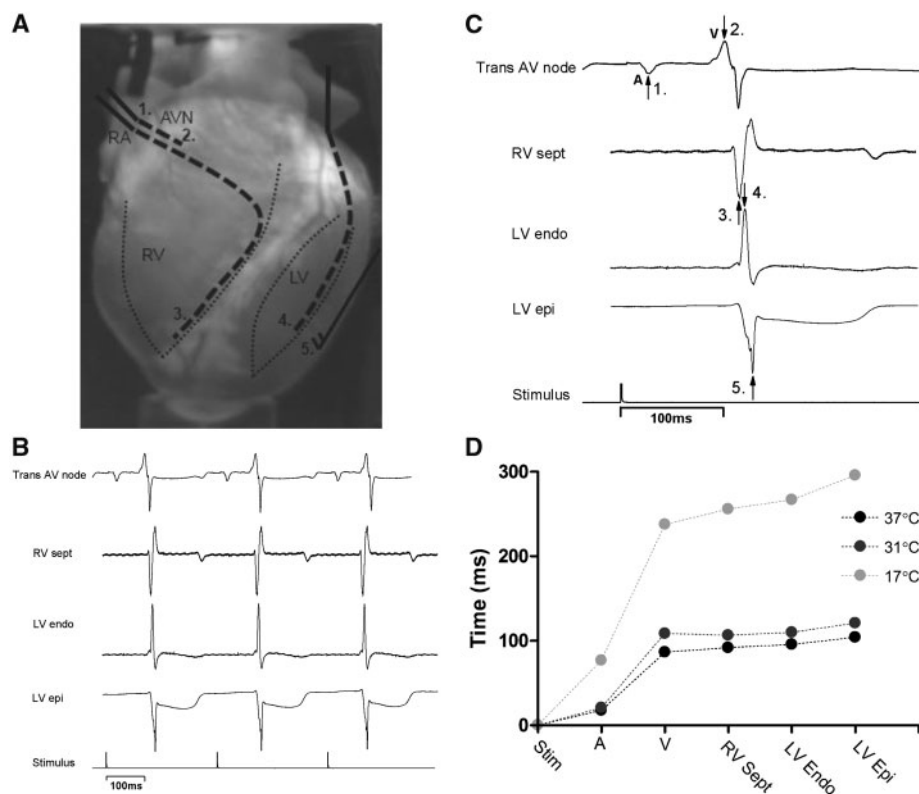 A
1.
AVN
2.
RA
RV
LV
3.
4.
5.
B
Trans AV node
RV sept
LV endo
LV epi
Stimulus
100ms
C
V
2.
Trans AV node
A
1.
RV sept
4.
3.
LV endo
LV epi
5.
Stimulus
100ms
D
300
200
100
0
Time (ms)
37°C
31°C
17°C
Stim
A
V
RV Sept
LV Endo
LV Epi